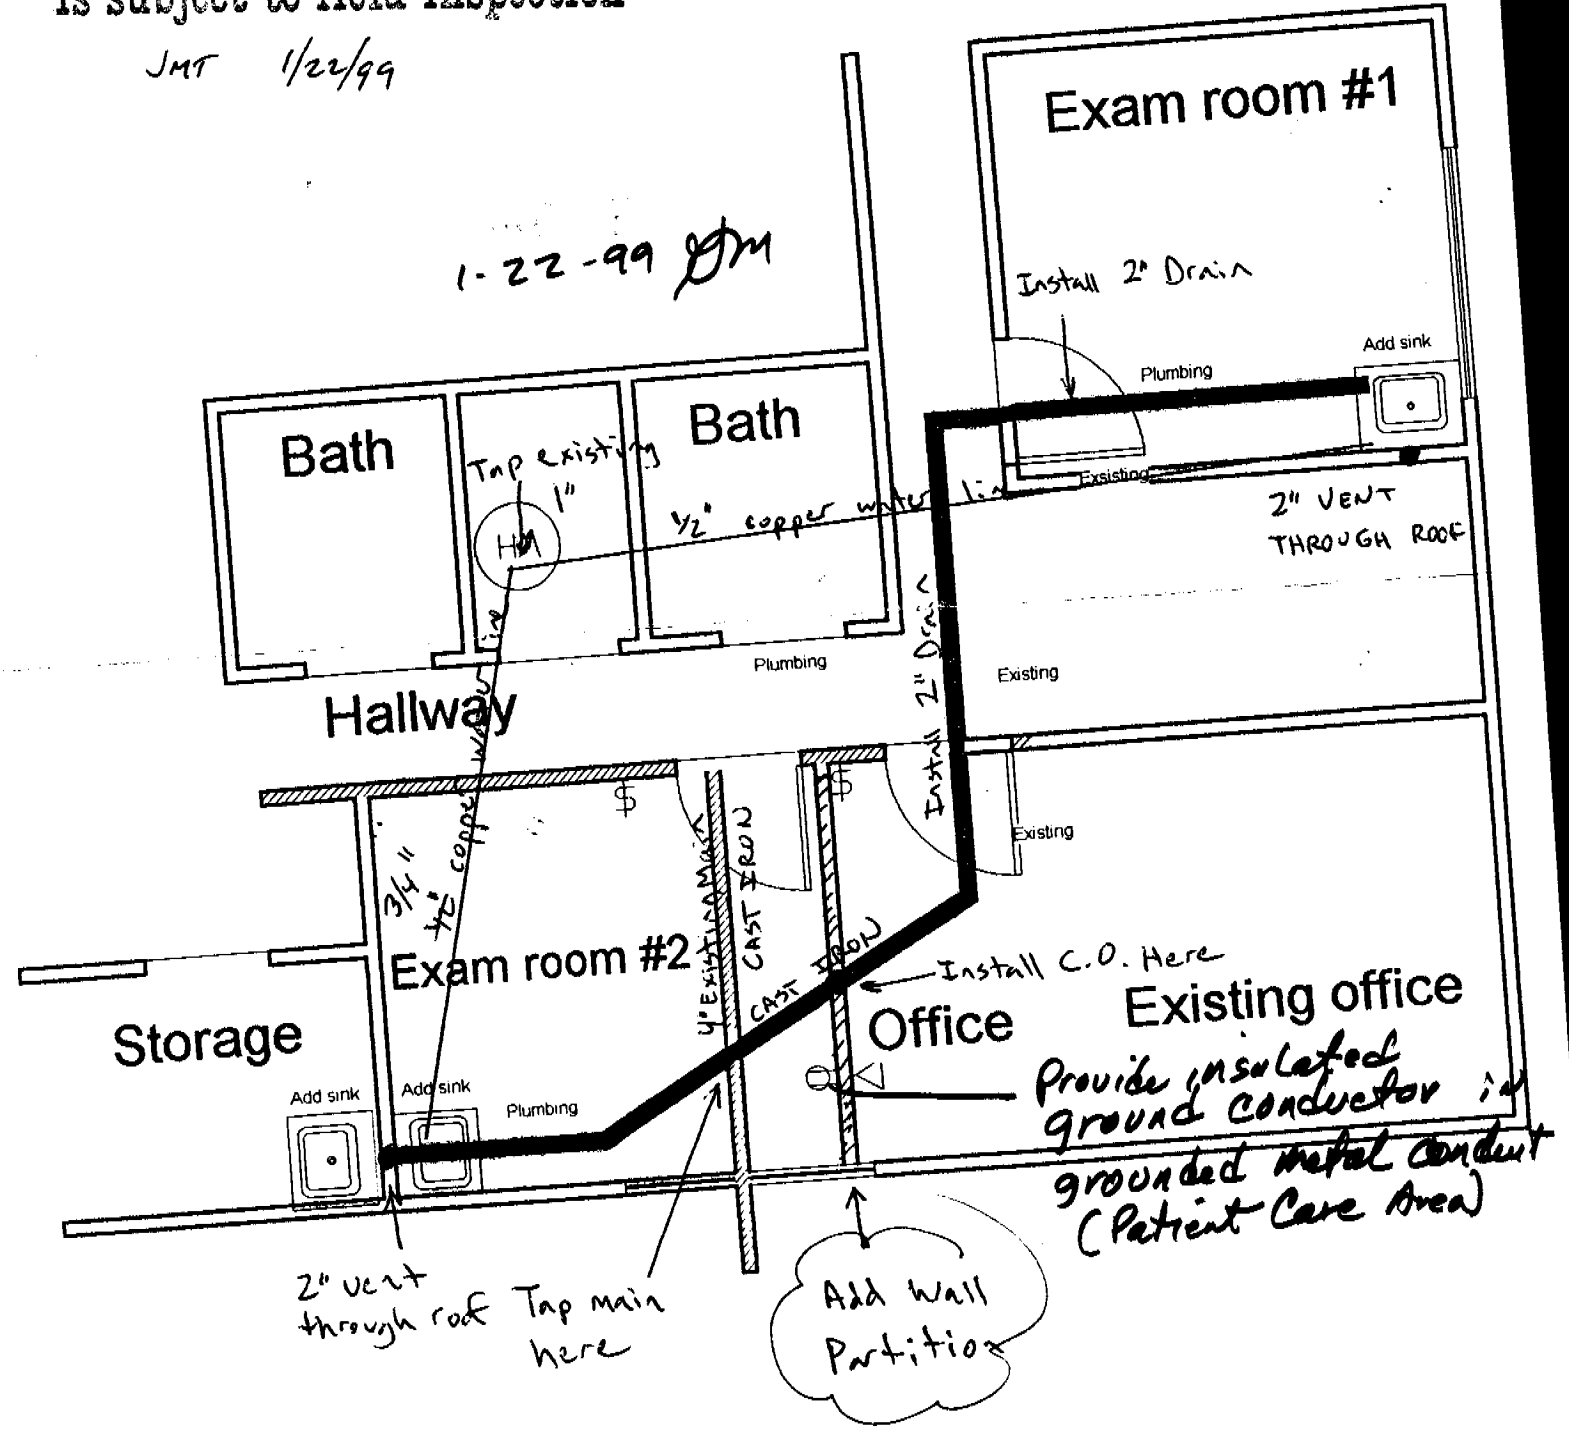 is subject to field inspection
JMT 1/22/99
Exam room #1
1-22-99
Install 2" Drain
Add sink
Plumbing
Bath
Bath
Tap existing
1"
1/2" copper water line
Exsisting
2" VENT
THROUGH ROOF
Install 2" Drain
Plumbing
Existing
Hallway
copper water line
3/4"
1/2"
$
$
Existing
4" Existing Main
CAST IRON
CAST IRON
Exam room #2
Install C.O. Here
Storage
Office
Existing office
Add sink
Add sink
Plumbing
Provide insulated
ground conductor in
grounded metal conduit
(Patient Care Area)
2" vent
through roof
Tap main
here
Add Wall
Partition